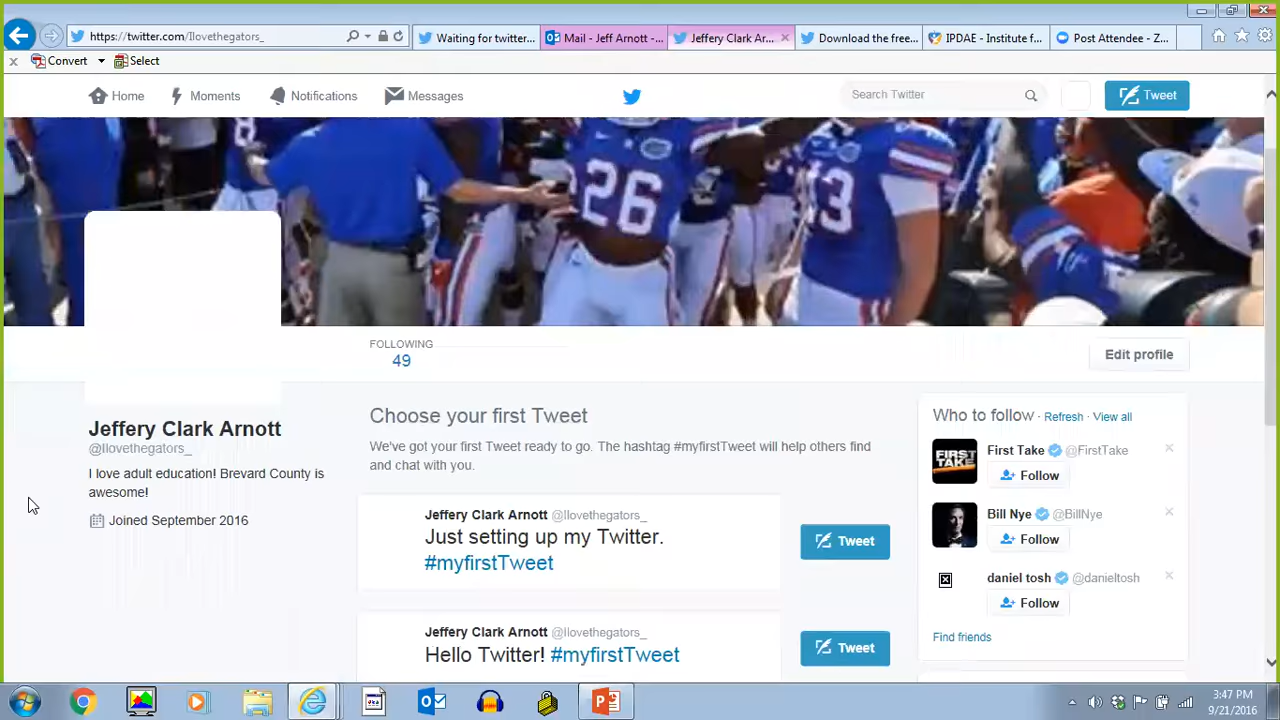 https://twitter.com/Ilovethegators_
Waiting for twitter...
Mail - Jeff Arnott -...
Jeffery Clark Ar...
Download the free...
IPDAE - Institute f...
Post Attendee - Z...
Convert
Select
Home
Moments
Notifications
Messages
Search Twitter
Tweet
26
13
FOLLOWING
49
Edit profile
Jeffery Clark Arnott
@Ilovethegators_
I love adult education! Brevard County is
awesome!
Joined September 2016
Choose your first Tweet
We've got your first Tweet ready to go. The hashtag #myfirstTweet will help others find
and chat with you.
Jeffery Clark Arnott @Ilovethegators_
Just setting up my Twitter.
#myfirstTweet
Tweet
Jeffery Clark Arnott @Ilovethegators_
Hello Twitter! #myfirstTweet
Tweet
Who to follow · Refresh · View all
First Take @FirstTake
FIRST
TAKE
Follow
Bill Nye @BillNye
Follow
daniel tosh @danieltosh
Follow
Find friends
3:47 PM
9/21/2016